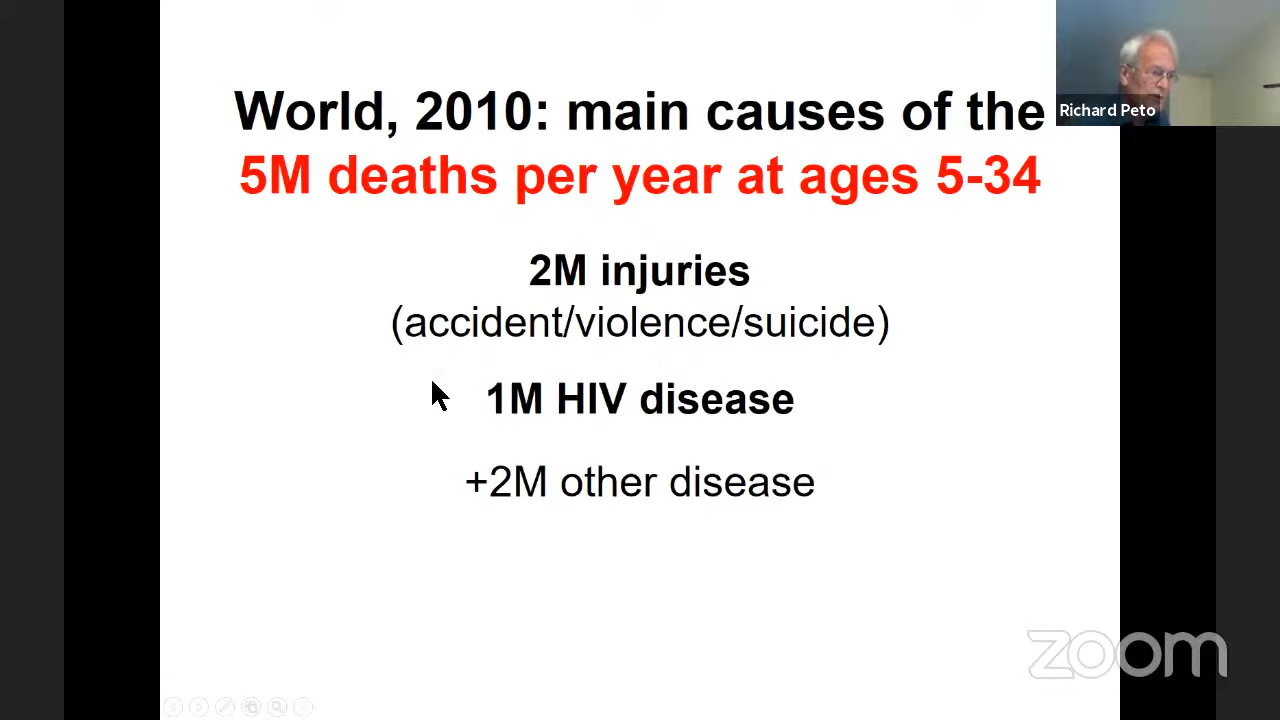 World, 2010: main causes of the
5M deaths per year at ages 5-34
2M injuries
(accident/violence/suicide)
1M HIV disease
+2M other disease
Richard Peto
zoom